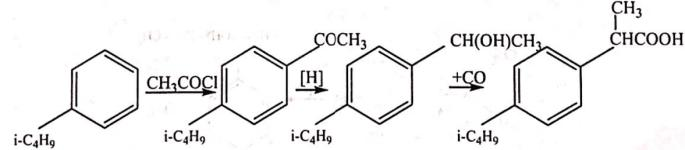 CH₃
COCH₃
CH(OH)CH₃
CHCOOH
CH₃COCl
[H]
+CO
i-C₄H₉
i-C₄H₉
i-C₄H₉
i-C₄H₉